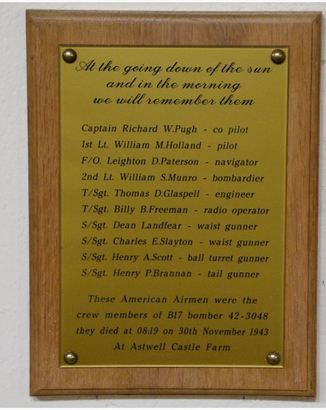 At the going down of the sun
and in the morning
we will remember them
Captain Richard W.Pugh - co pilot
1st Lt. William M.Holland - pilot
F/O. Leighton D.Paterson - navigator
2nd Lt. William S.Munro - bombardier
T/Sgt. Thomas D.Glaspell - engineer
T/Sgt. Billy B.Freeman - radio operator
S/Sgt. Dean Landfear - waist gunner
S/Sgt. Charles E.Slayton - waist gunner
S/Sgt. Henry A.Scott - ball turret gunner
S/Sgt. Henry P.Brannan - tail gunner
These American Airmen were the
crew members of B17 bomber 42-3048
they died at 08:19 on 30th November 1943
At Astwell Castle Farm